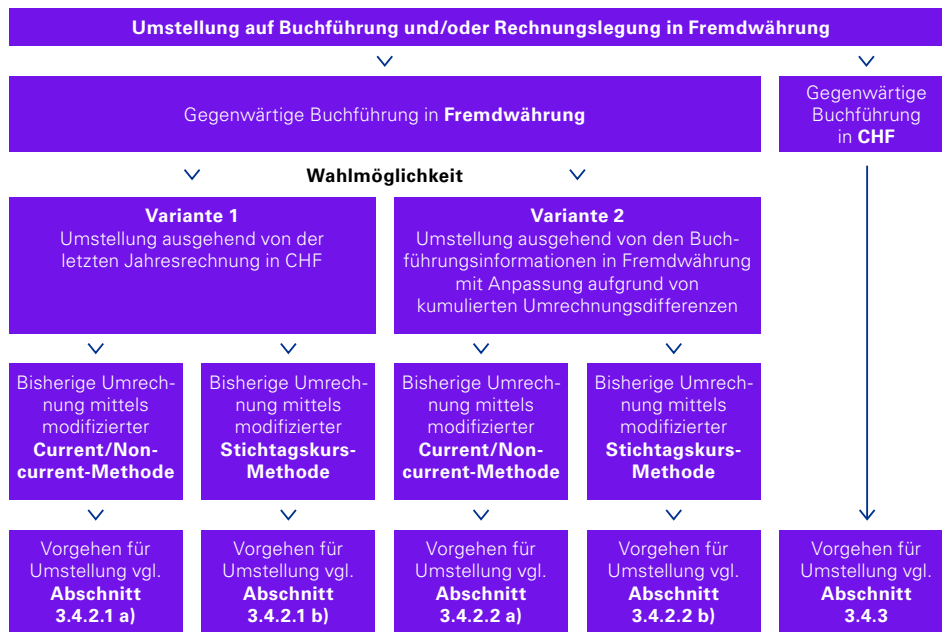 Umstellung auf Buchführung und/oder Rechnungslegung in Fremdwährung
Gegenwärtige Buchführung in Fremdwährung
Gegenwärtige
Buchführung
in CHF
Wahlmöglichkeit
Variante 1
Umstellung ausgehend von der
letzten Jahresrechnung in CHF
Variante 2
Umstellung ausgehend von den Buch-
führungsinformationen in Fremdwährung
mit Anpassung aufgrund von
kumulierten Umrechnungsdifferenzen
Bisherige Umrech-
nung mittels
modifizierter
Current/Non-
current-Methode
Bisherige Umrech-
nung mittels
modifizierter
Stichtagskurs-
Methode
Bisherige Umrech-
nung mittels
modifizierter
Current/Non-
current-Methode
Bisherige Umrech-
nung mittels
modifizierter
Stichtagskurs-
Methode
Vorgehen für
Umstellung vgl.
Abschnitt
3.4.2.1 a)
Vorgehen für
Umstellung vgl.
Abschnitt
3.4.2.1 b)
Vorgehen für
Umstellung vgl.
Abschnitt
3.4.2.2 a)
Vorgehen für
Umstellung vgl.
Abschnitt
3.4.2.2 b)
Vorgehen für
Umstellung vgl.
Abschnitt
3.4.3